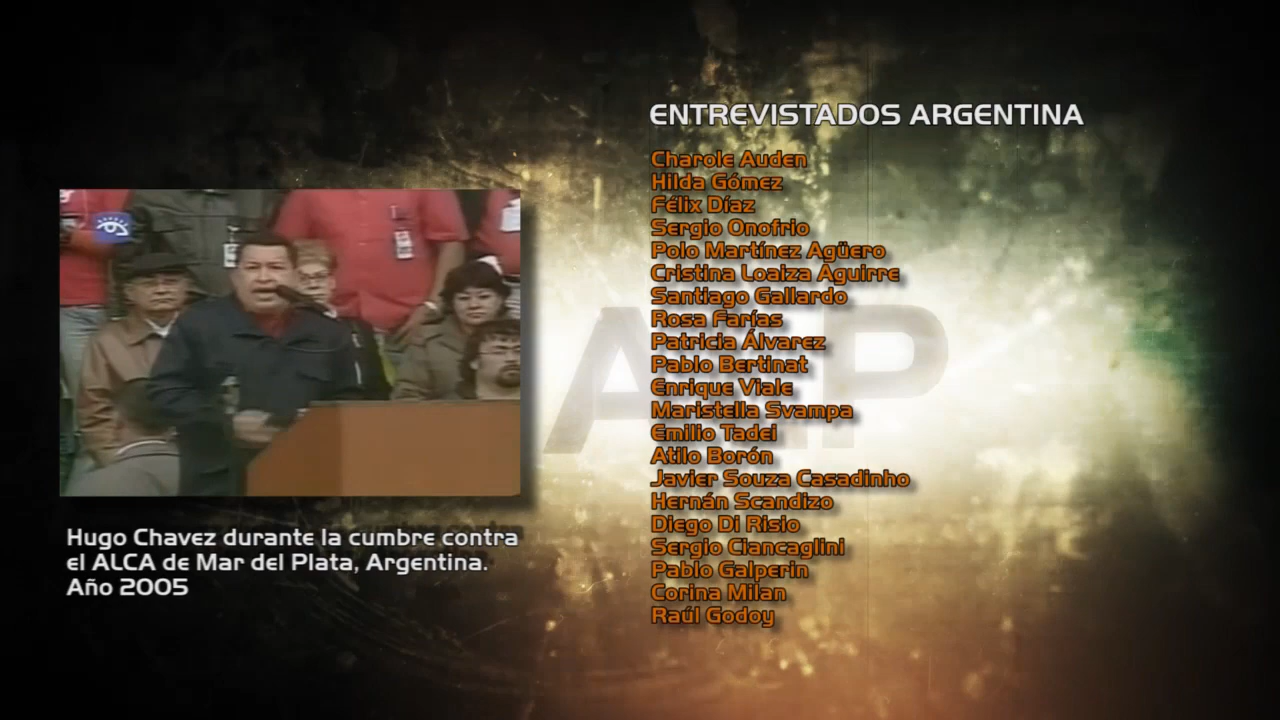 ENTREVISTADOS ARGENTINA
Charole Auden
Hilda Gómez
Félix Díaz
Sergio Onofrio
Polo Martínez Agüero
Cristina Loaiza Aguirre
Santiago Gallardo
Rosa Farías
Patricia Álvarez
Pablo Bertinat
Enrique Viale
Maristella Svampa
Emilio Tadei
Atilo Borón
Javier Souza Casadinho
Hernán Scandizo
Diego Di Risio
Sergio Ciancaglini
Pablo Galperin
Corina Milan
Raúl Godoy
Hugo Chavez durante la cumbre contra
el ALCA de Mar del Plata, Argentina.
Año 2005